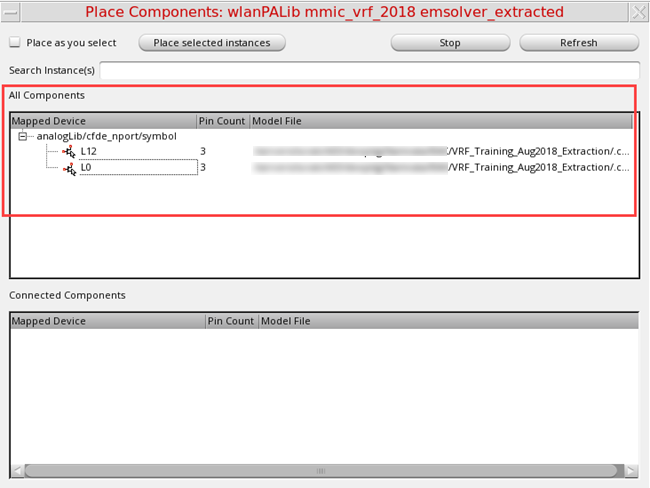 Place Components: wlanPALib mmic_vrf_2018 emsolver_extracted
Place as you select Place selected instances Stop Refresh
Search Instance(s)
All Components
Mapped Device Pin Count Model File
analogLib/cfde_nport/symbol
L12 3 /VRF_Training_Aug2018_Extraction/.c...
L0 3 /VRF_Training_Aug2018_Extraction/.c...
Connected Components
Mapped Device Pin Count Model File